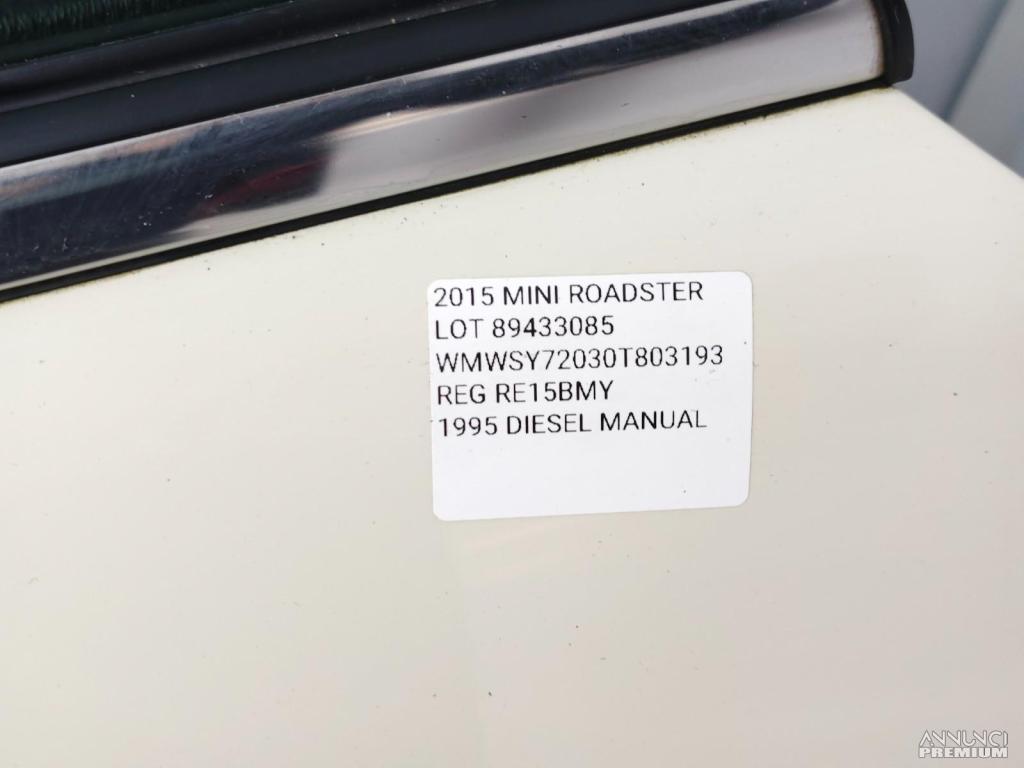 2015 MINI ROADSTER
LOT 89433085
WMWSY72030T803193
REG RE15BMY
1995 DIESEL MANUAL
ANNUNCI
PREMIUM